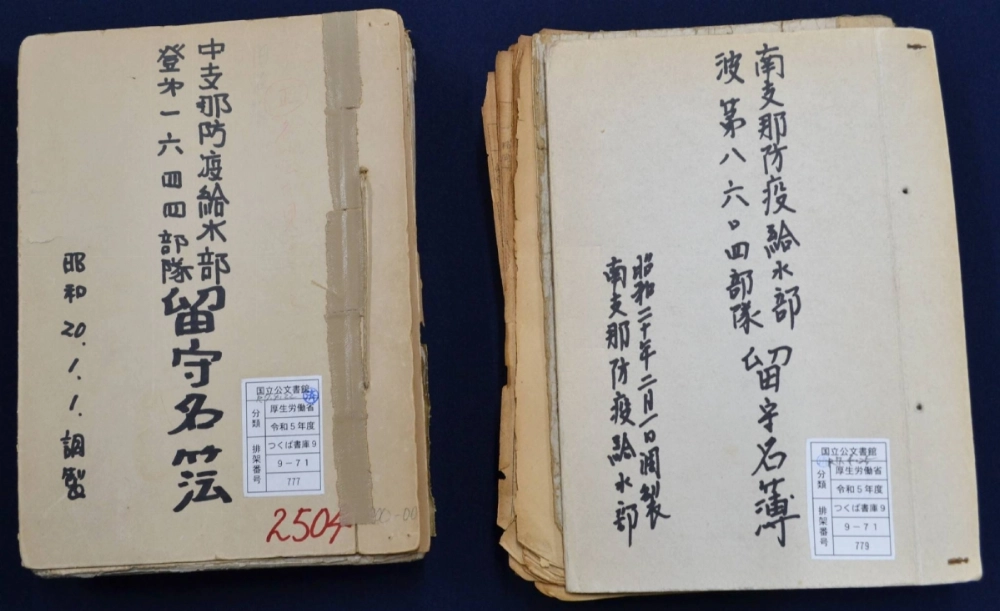 中支那防疫給水部
登第一六四四部隊 留守名簿
昭和20.1.1.調製
国立公文書館
分類
厚生労働省
令和5年度
排架番号
つくば書庫9
9-71
777
2504
南支那防疫給水部
波第八六〇四部隊 留守名簿
昭和二十年二月一日調製
南支那防疫給水部
国立公文書館
分類
厚生労働省
令和5年度
排架番号
つくば書庫9
9-71
779